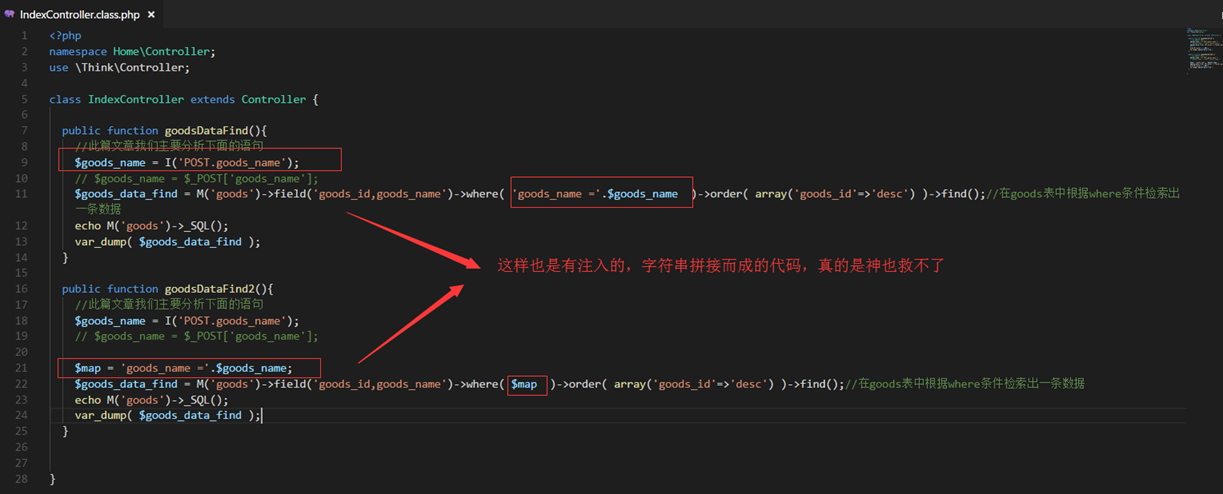 IndexController.class.php ×
1 <?php
2 namespace Home\Controller;
3 use \Think\Controller;
4
5 class IndexController extends Controller {
6
7 public function goodsDataFind(){
8 //此篇文章我们主要分析下面的语句
9 $goods_name = I('POST.goods_name');
10 // $goods_name = $_POST['goods_name'];
11 $goods_data_find = M('goods')->field('goods_id,goods_name')->where( 'goods_name ='.$goods_name )->order( array('goods_id'=>'desc') )->find();//在goods表中根据where条件检索出
一条数据
12 echo M('goods')->_SQL();
13 var_dump( $goods_data_find );
14 }
15
16 public function goodsDataFind2(){
17 //此篇文章我们主要分析下面的语句
18 $goods_name = I('POST.goods_name');
19 // $goods_name = $_POST['goods_name'];
20
21 $map = 'goods_name ='.$goods_name;
22 $goods_data_find = M('goods')->field('goods_id,goods_name')->where( $map )->order( array('goods_id'=>'desc') )->find();//在goods表中根据where条件检索出一条数据
23 echo M('goods')->_SQL();
24 var_dump( $goods_data_find );
25 }
26
27
28 }
这样也是有注入的，字符串拼接而成的代码，真的是神也救不了